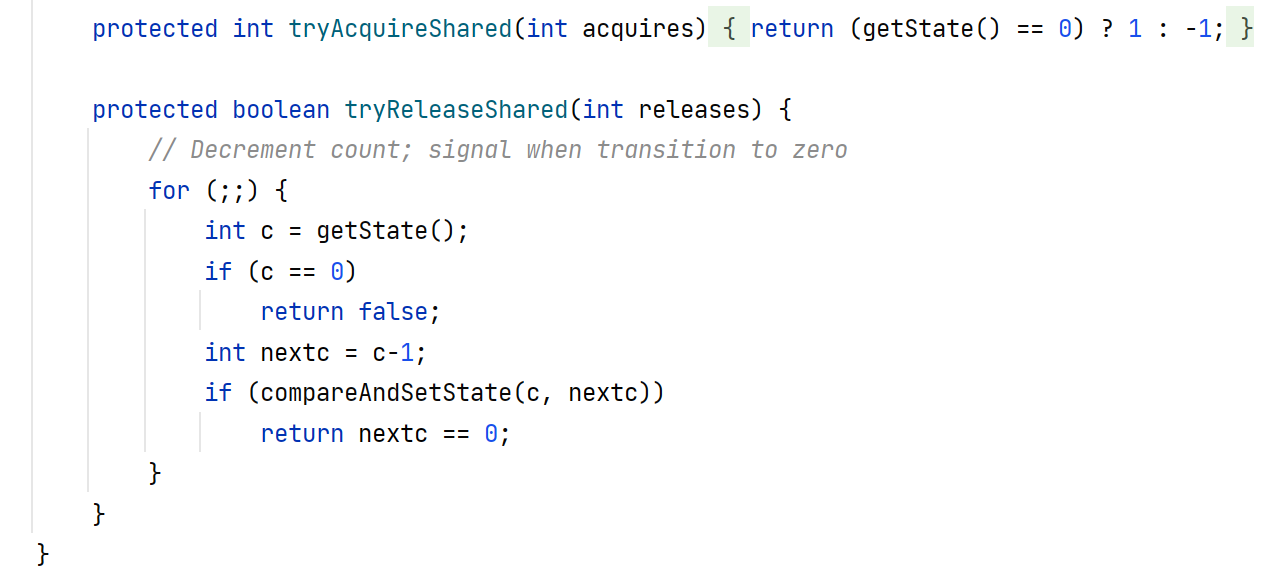 protected int tryAcquireShared(int acquires) { return (getState() == 0) ? 1 : -1; }
protected boolean tryReleaseShared(int releases) {
// Decrement count; signal when transition to zero
for (;;) {
int c = getState();
if (c == 0)
return false;
int nextc = c-1;
if (compareAndSetState(c, nextc))
return nextc == 0;
}
}
}